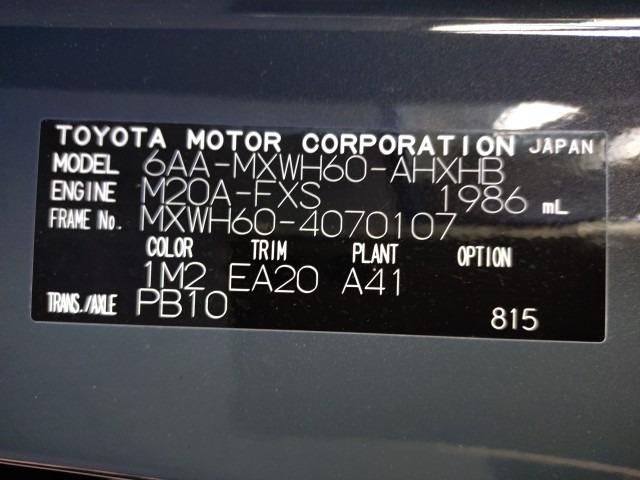 TOYOTA MOTOR CORPORATION JAPAN
MODEL 6AA-MXWH60-AHXHB
ENGINE M20A-FXS 1986 mL
FRAME No. MXWH60-4070107
COLOR TRIM PLANT OPTION
1M2 EA20 A41
TRANS./AXLE PB10
815